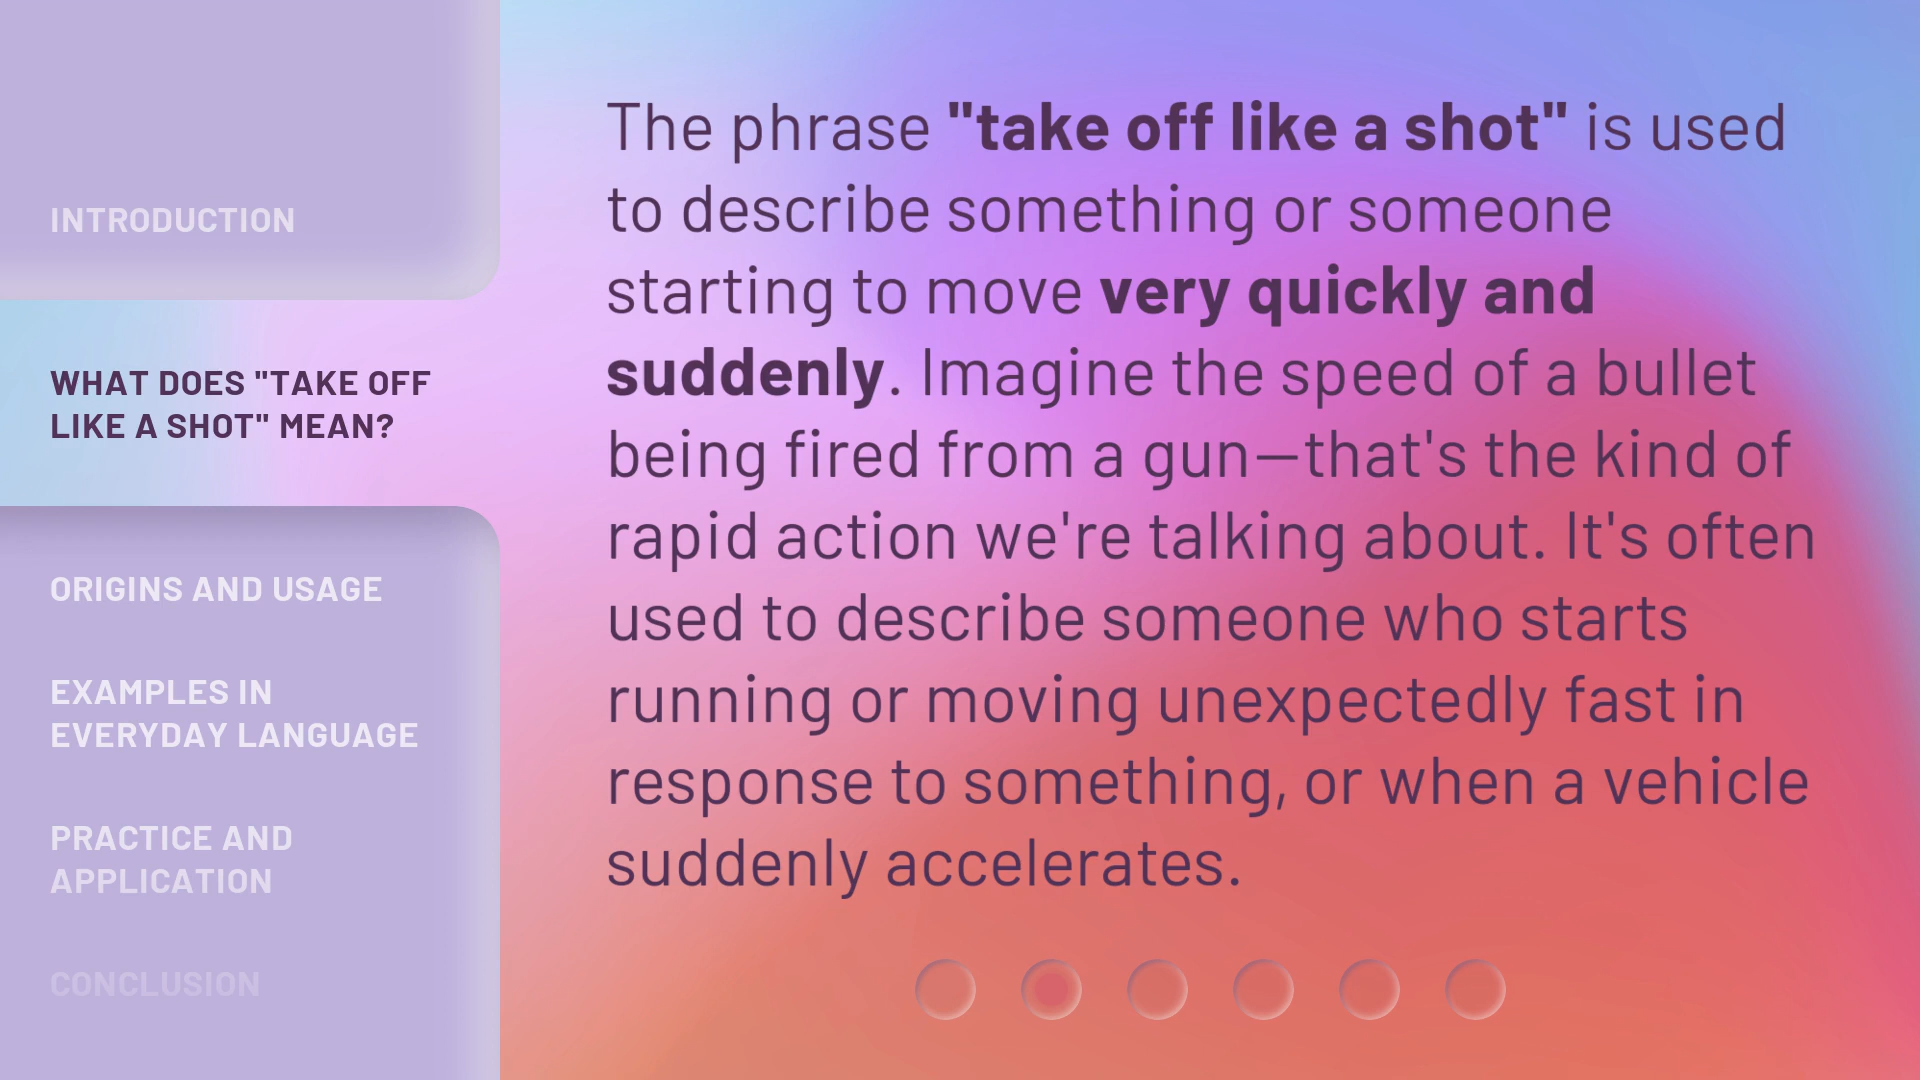 INTRODUCTION
WHAT DOES "TAKE OFF
LIKE A SHOT" MEAN?
ORIGINS AND USAGE
EXAMPLES IN
EVERYDAY LANGUAGE
PRACTICE AND
APPLICATION
CONCLUSION
The phrase "take off like a shot" is used
to describe something or someone
starting to move very quickly and
suddenly. Imagine the speed of a bullet
being fired from a gun—that's the kind of
rapid action we're talking about. It's often
used to describe someone who starts
running or moving unexpectedly fast in
response to something, or when a vehicle
suddenly accelerates.